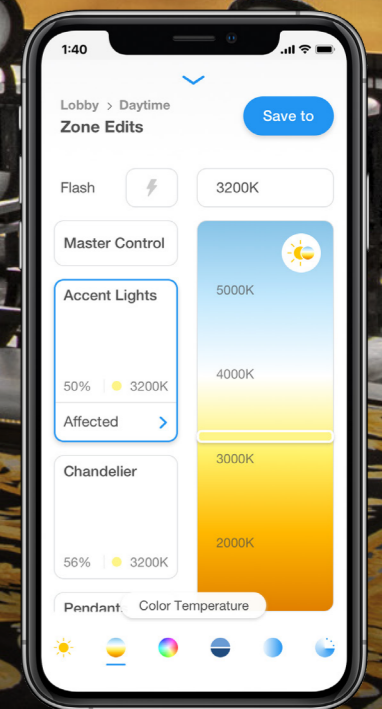 1:40
Lobby > Daytime
Zone Edits
Save to
Flash
3200K
Master Control
Accent Lights
50%
3200K
Affected
5000K
4000K
3000K
2000K
Chandelier
56%
3200K
Pendant
Color Temperature